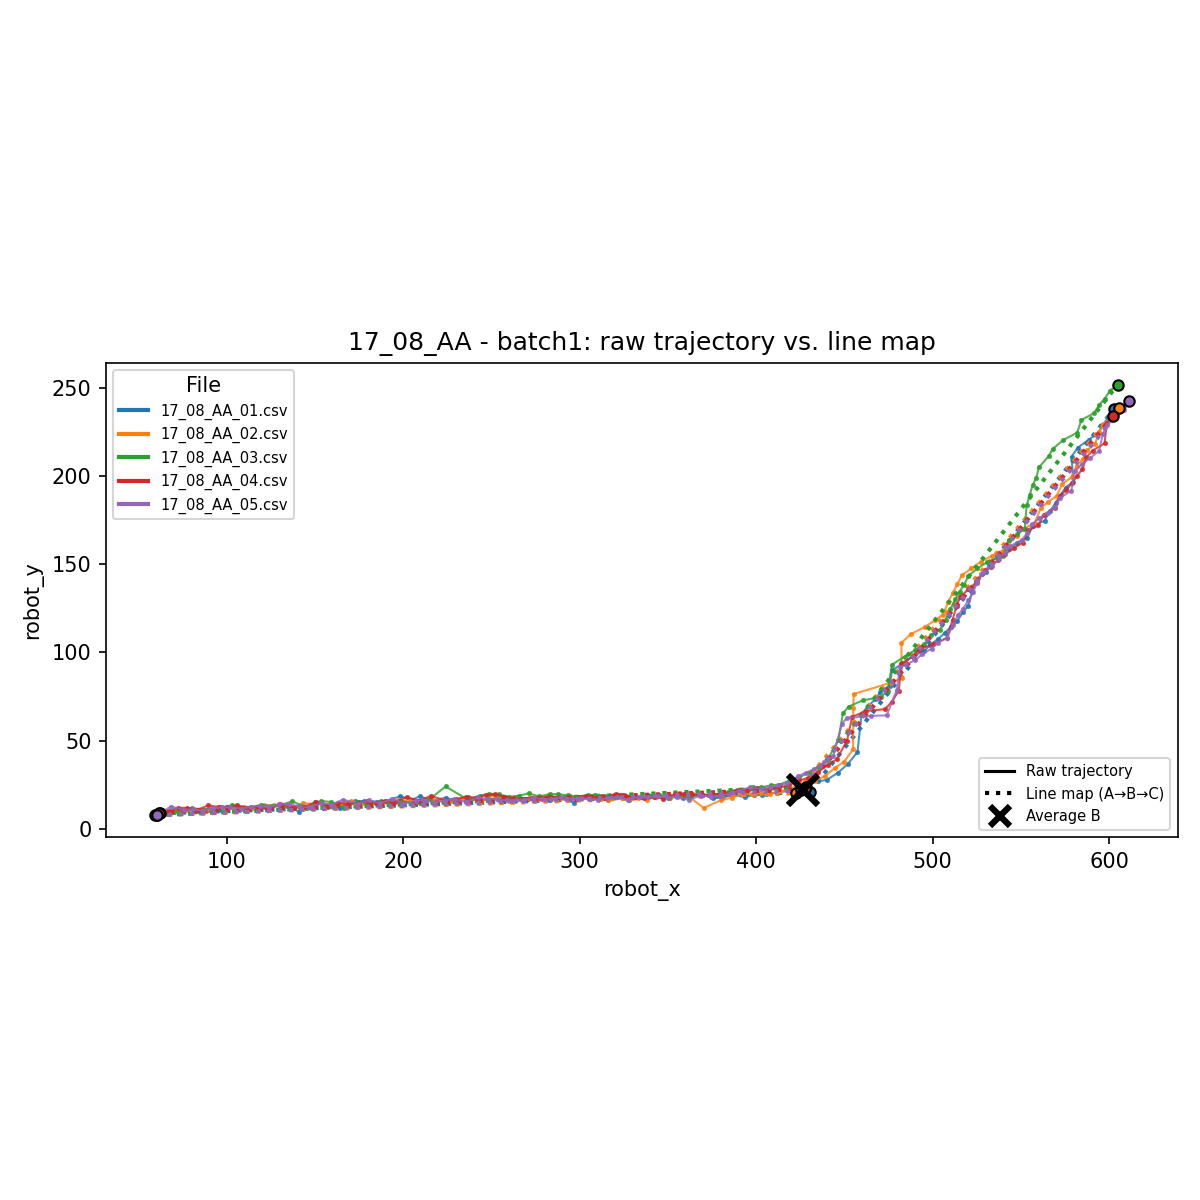 17_08_AA - batch1: raw trajectory vs. line map
File
17_08_AA_01.csv
17_08_AA_02.csv
17_08_AA_03.csv
17_08_AA_04.csv
17_08_AA_05.csv
250
200
150
100
50
0
robot_y
Raw trajectory
Line map (A→B→C)
Average B
100
200
300
400
500
600
robot_x